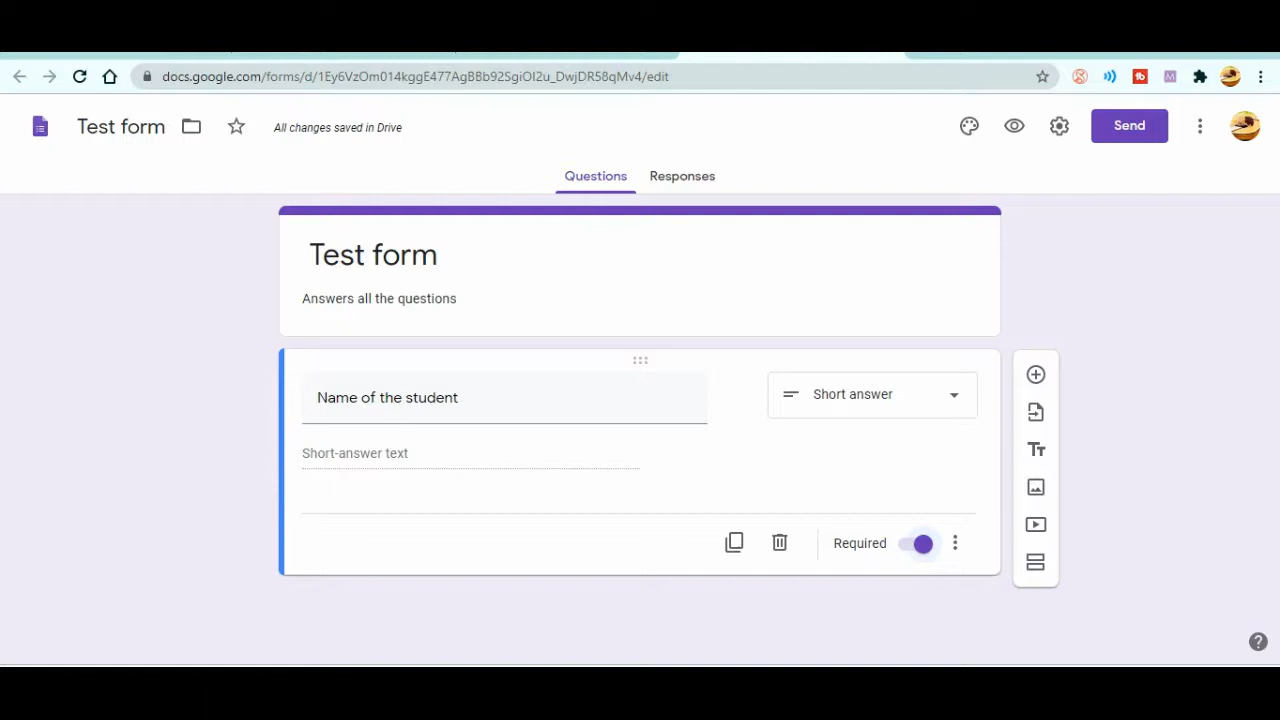 docs.google.com/forms/d/1Ey6VzOm014kggE477AgBBb92SgiOI2u_DwjDR58qMv4/edit
Test form
All changes saved in Drive
Send
Questions
Responses
Test form
Answers all the questions
Name of the student
Short answer
Short-answer text
Required